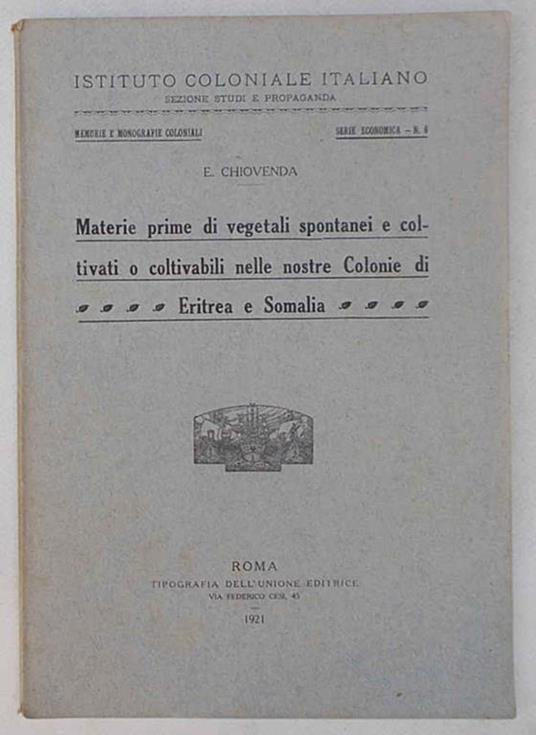 ISTITUTO COLONIALE ITALIANO
SEZIONE STUDI E PROPAGANDA
MEMORIE E MONOGRAFIE COLONIALI SERIE ECONOMICA – N. 6
E. CHIOVENDA
Materie prime di vegetali spontanei e col-
tivati o coltivabili nelle nostre Colonie di
Eritrea e Somalia
ROMA
TIPOGRAFIA DELL'UNIONE EDITRICE
VIA FEDERICO CESI, 45
1921